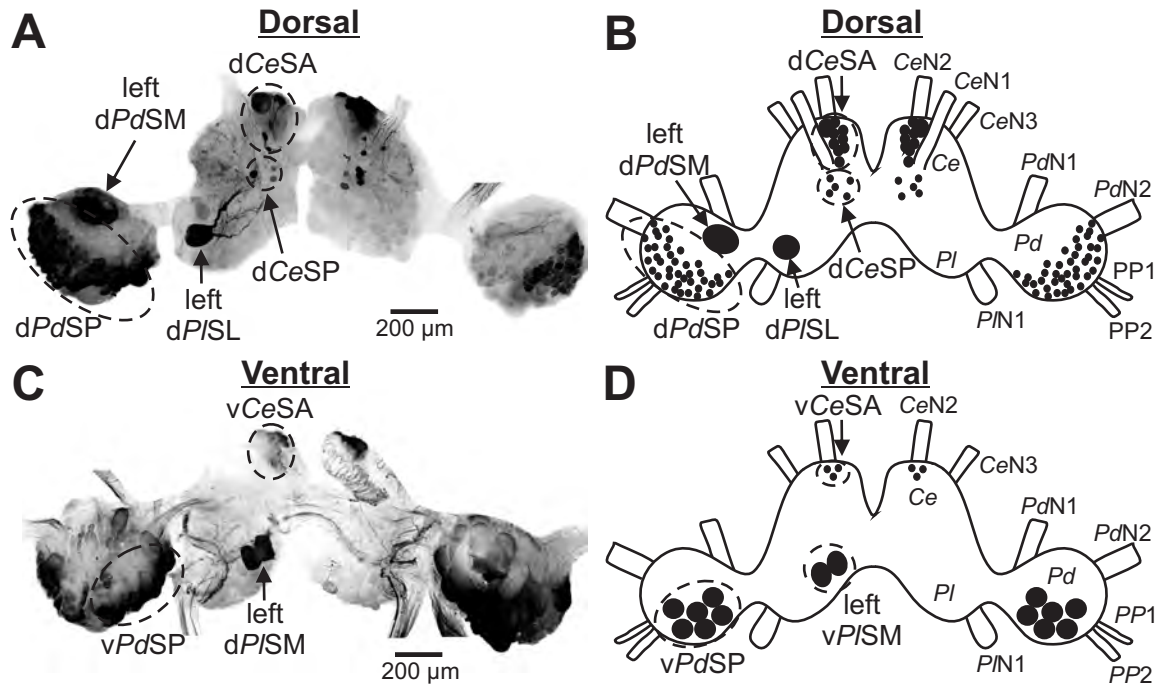 A
Dorsal
dCeSA
left
dPdSM
dPdSP
left
dPlSL
dCeSP
200 µm
B
Dorsal
dCeSA
CeN2
CeN1
CeN3
left
dPdSM
Ce
PdN1
PdN2
Pd
dCeSP
Pl
PP1
dPdSP
left
dPlSL
PlN1
PP2
C
Ventral
vCeSA
vPdSP
left
dPlSM
200 µm
D
Ventral
vCeSA
CeN2
CeN3
Ce
PdN1
PdN2
Pd
Pl
left
vPlSM
PP1
vPdSP
PlN1
PP2